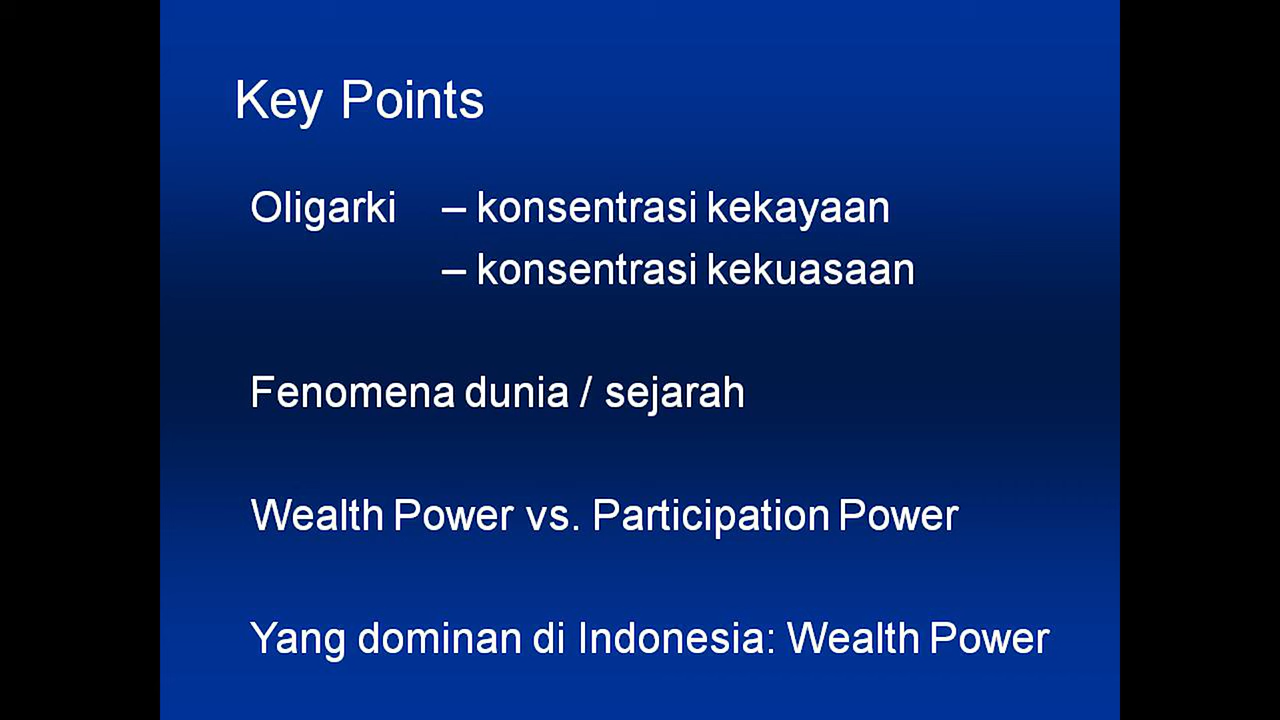 Key Points
Oligarki – konsentrasi kekayaan
– konsentrasi kekuasaan
Fenomena dunia / sejarah
Wealth Power vs. Participation Power
Yang dominan di Indonesia: Wealth Power